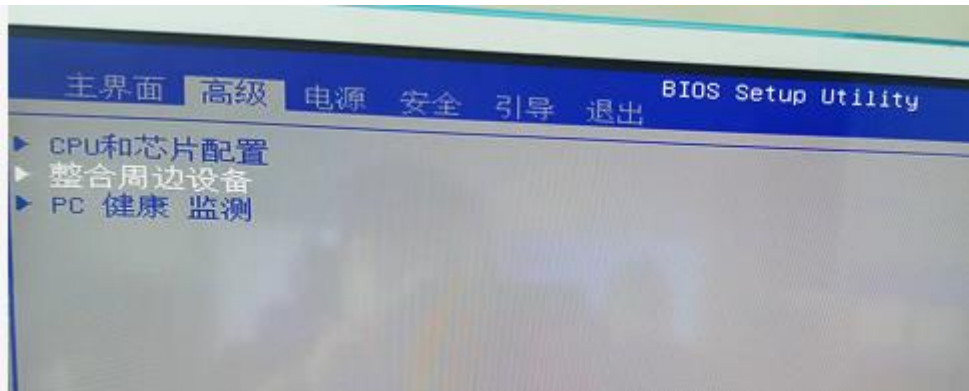 BIOS Setup Utility
主界面 高级 电源 安全 引导 退出
CPU和芯片配置
整合周边设备
PC 健康 监测